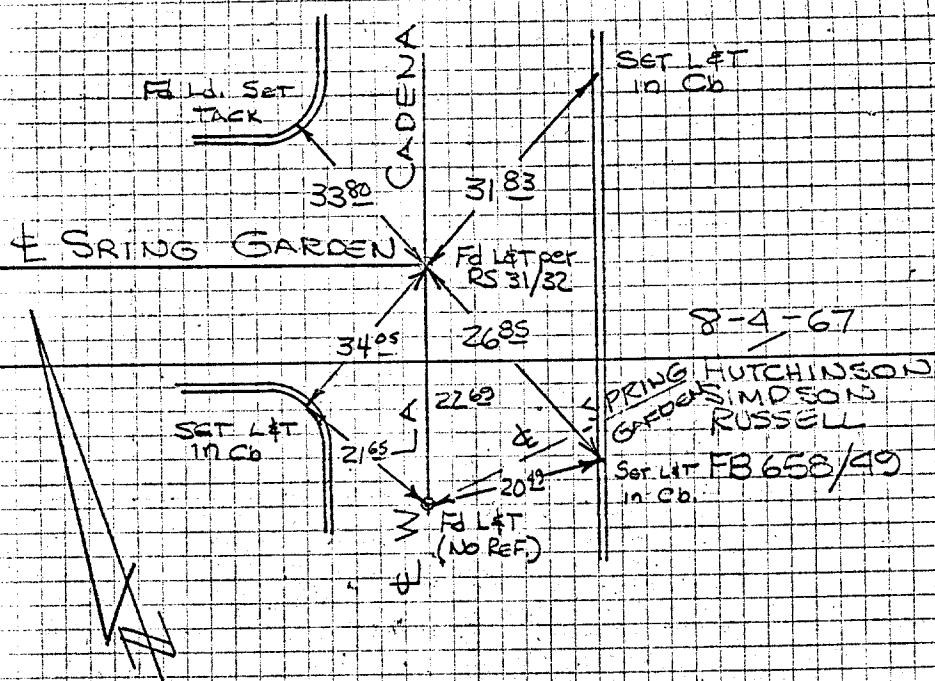 Fd Ld. Set
TACK
CADENA
SET L&T
in Cb
33 80
31 83
℄ SRING GARDEN
Fd L&T per
RS 31/32
34 05
26 85
8-4-67
HUTCHINSON
SIMPSON
RUSSELL
FB 658/49
SPRING
GARDEN
℄
22 69
SET L&T
in Cb
21 65
20 49
Set L&T
in Cb.
Fd L&T
(NO REF.)
℄ W LA
N